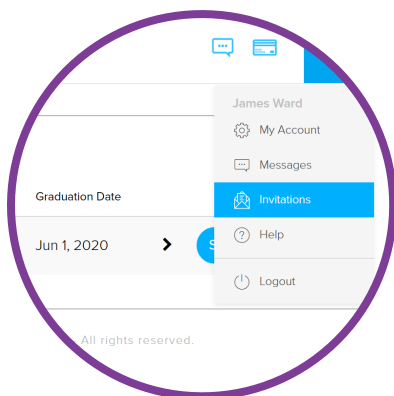 James Ward
My Account
Messages
Invitations
Graduation Date
Help
Jun 1, 2020
Logout
All rights reserved.